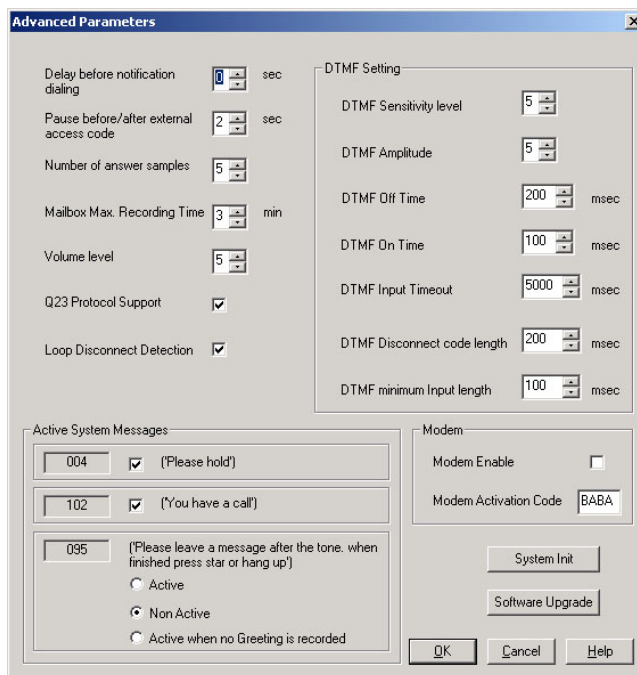 Advanced Parameters
Delay before notification
dialing
0
sec
Pause before/after external
access code
2
sec
Number of answer samples
5
Mailbox Max. Recording Time
3
min
Volume level
5
Q23 Protocol Support
Loop Disconnect Detection
DTMF Setting
DTMF Sensitivity level
5
DTMF Amplitude
5
DTMF Off Time
200
msec
DTMF On Time
100
msec
DTMF Input Timeout
5000
msec
DTMF Disconnect code length
200
msec
DTMF minimum Input length
100
msec
Active System Messages
004
('Please hold')
102
('You have a call')
095
('Please leave a message after the tone. when
finished press star or hang up')
Active
Non Active
Active when no Greeting is recorded
Modem
Modem Enable
Modem Activation Code
BABA
System Init
Software Upgrade
OK
Cancel
Help